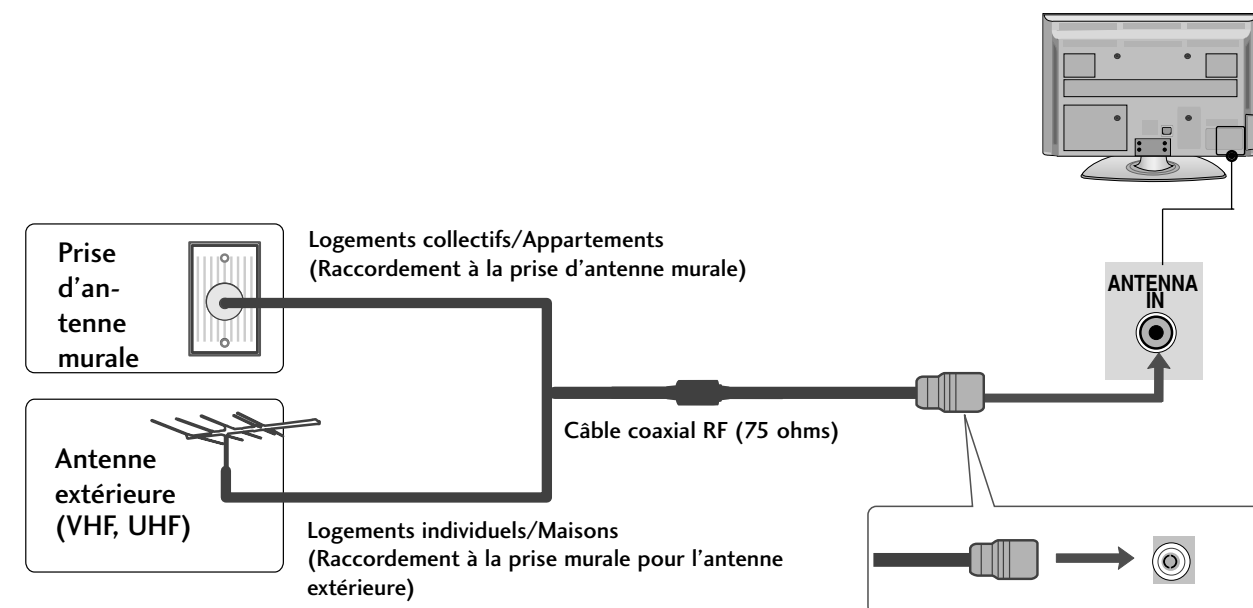 Prise
d’an-
tenne
murale
Logements collectifs/Appartements
(Raccordement à la prise d’antenne murale)
ANTENNA
IN
Câble coaxial RF (75 ohms)
Antenne
extérieure
(VHF, UHF)
Logements individuels/Maisons
(Raccordement à la prise murale pour l’antenne
extérieure)